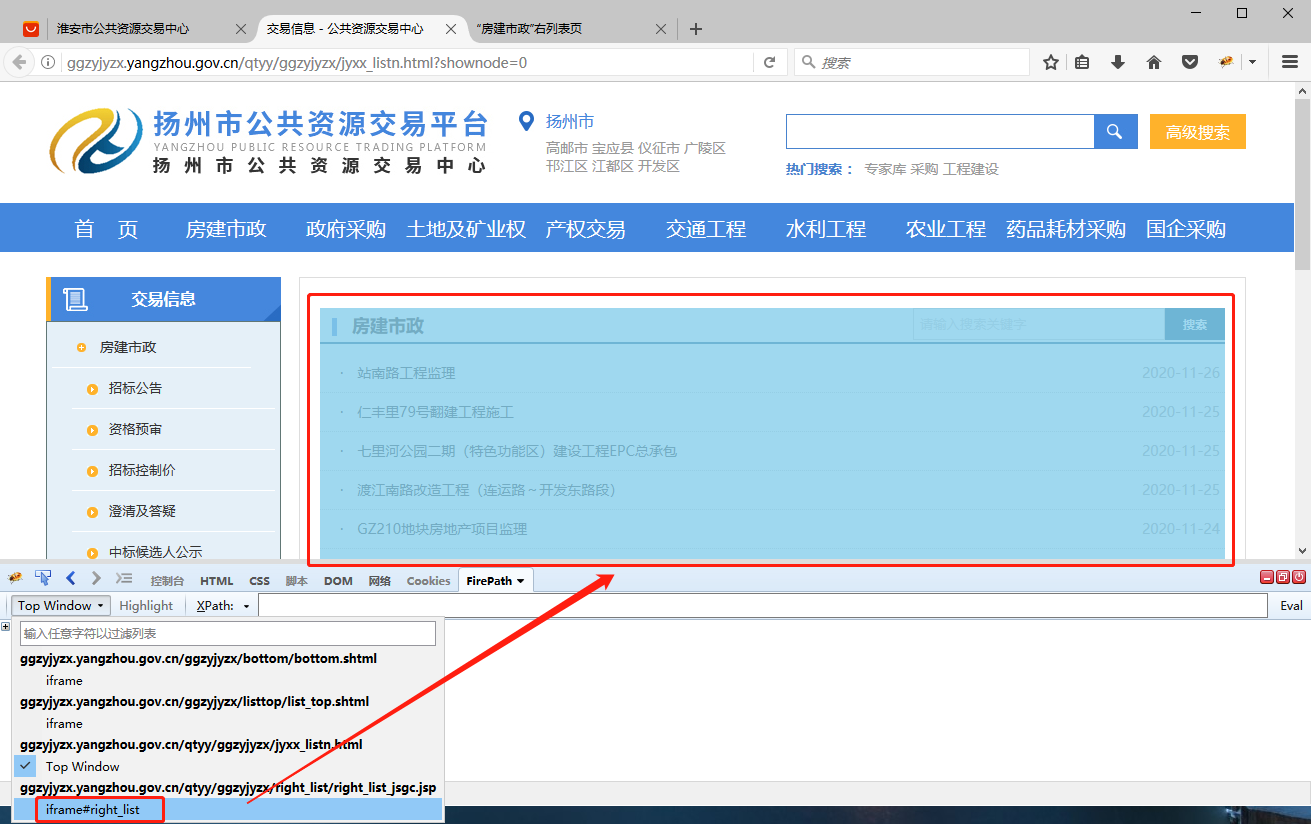 淮安市公共资源交易中心
交易信息 - 公共资源交易中心
“房建市政”右列表页
ggzyjyzx.yangzhou.gov.cn/qtyy/ggzyjyzx/jyxx_listn.html?shownode=0
搜索
扬州市公共资源交易平台
YANGZHOU PUBLIC RESOURCE TRADING PLATFORM
扬州市公共资源交易中心
扬州市
高邮市 宝应县 仪征市 广陵区
邗江区 江都区 开发区
高级搜索
热门搜索： 专家库 采购 工程建设
首 页 房建市政 政府采购 土地及矿业权 产权交易 交通工程 水利工程 农业工程 药品耗材采购 国企采购
交易信息
房建市政
招标公告
资格预审
招标控制价
澄清及答疑
中标候选人公示
房建市政
请输入搜索关键字
搜索
· 站南路工程监理 2020-11-26
· 仁丰里79号翻建工程施工 2020-11-25
· 七里河公园二期（特色功能区）建设工程EPC总承包 2020-11-25
· 渡江南路改造工程（连运路～开发东路段） 2020-11-25
· GZ210地块房地产项目监理 2020-11-24
控制台 HTML CSS 脚本 DOM 网络 Cookies FirePath
Top Window Highlight XPath: Eval
输入任意字符以过滤列表
ggzyjyzx.yangzhou.gov.cn/ggzyjyzx/bottom/bottom.shtml
iframe
ggzyjyzx.yangzhou.gov.cn/ggzyjyzx/listtop/list_top.shtml
iframe
ggzyjyzx.yangzhou.gov.cn/qtyy/ggzyjyzx/jyxx_listn.html
Top Window
ggzyjyzx.yangzhou.gov.cn/qtyy/ggzyjyzx/right_list/right_list_jsgc.jsp
iframe#right_list